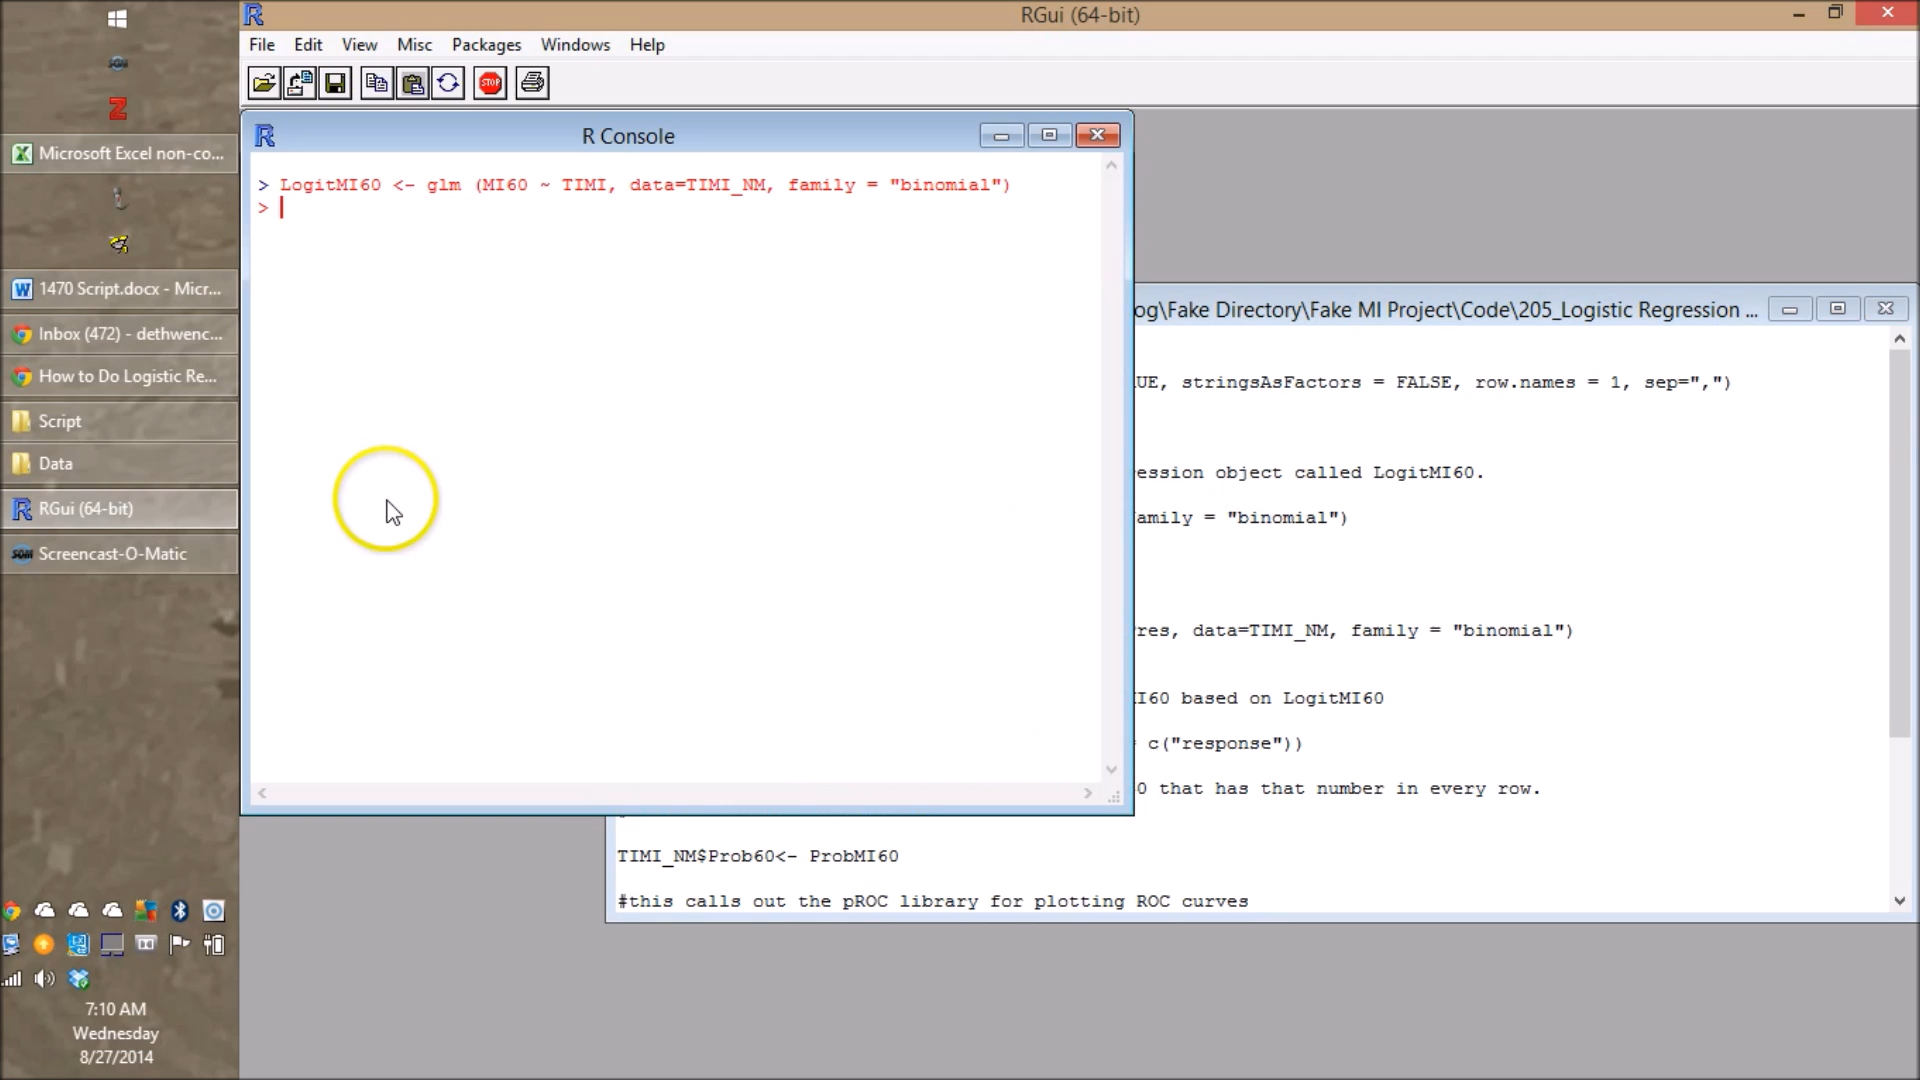 RGui (64-bit)
File Edit View Misc Packages Windows Help
STOP
R Console
> LogitMI60 <- glm (MI60 ~ TIMI, data=TIMI_NM, family = "binomial")
>
og\Fake Directory\Fake MI Project\Code\205_Logistic Regression ...
UE, stringsAsFactors = FALSE, row.names = 1, sep=",")
ession object called LogitMI60.
amily = "binomial")
res, data=TIMI_NM, family = "binomial")
I60 based on LogitMI60
= c("response"))
0 that has that number in every row.
TIMI_NM$Prob60<- ProbMI60
#this calls out the pROC library for plotting ROC curves
Microsoft Excel non-co...
1470 Script.docx - Micr...
Inbox (472) - dethwenc...
How to Do Logistic Re...
Script
Data
RGui (64-bit)
SOM Screencast-O-Matic
7:10 AM
Wednesday
8/27/2014